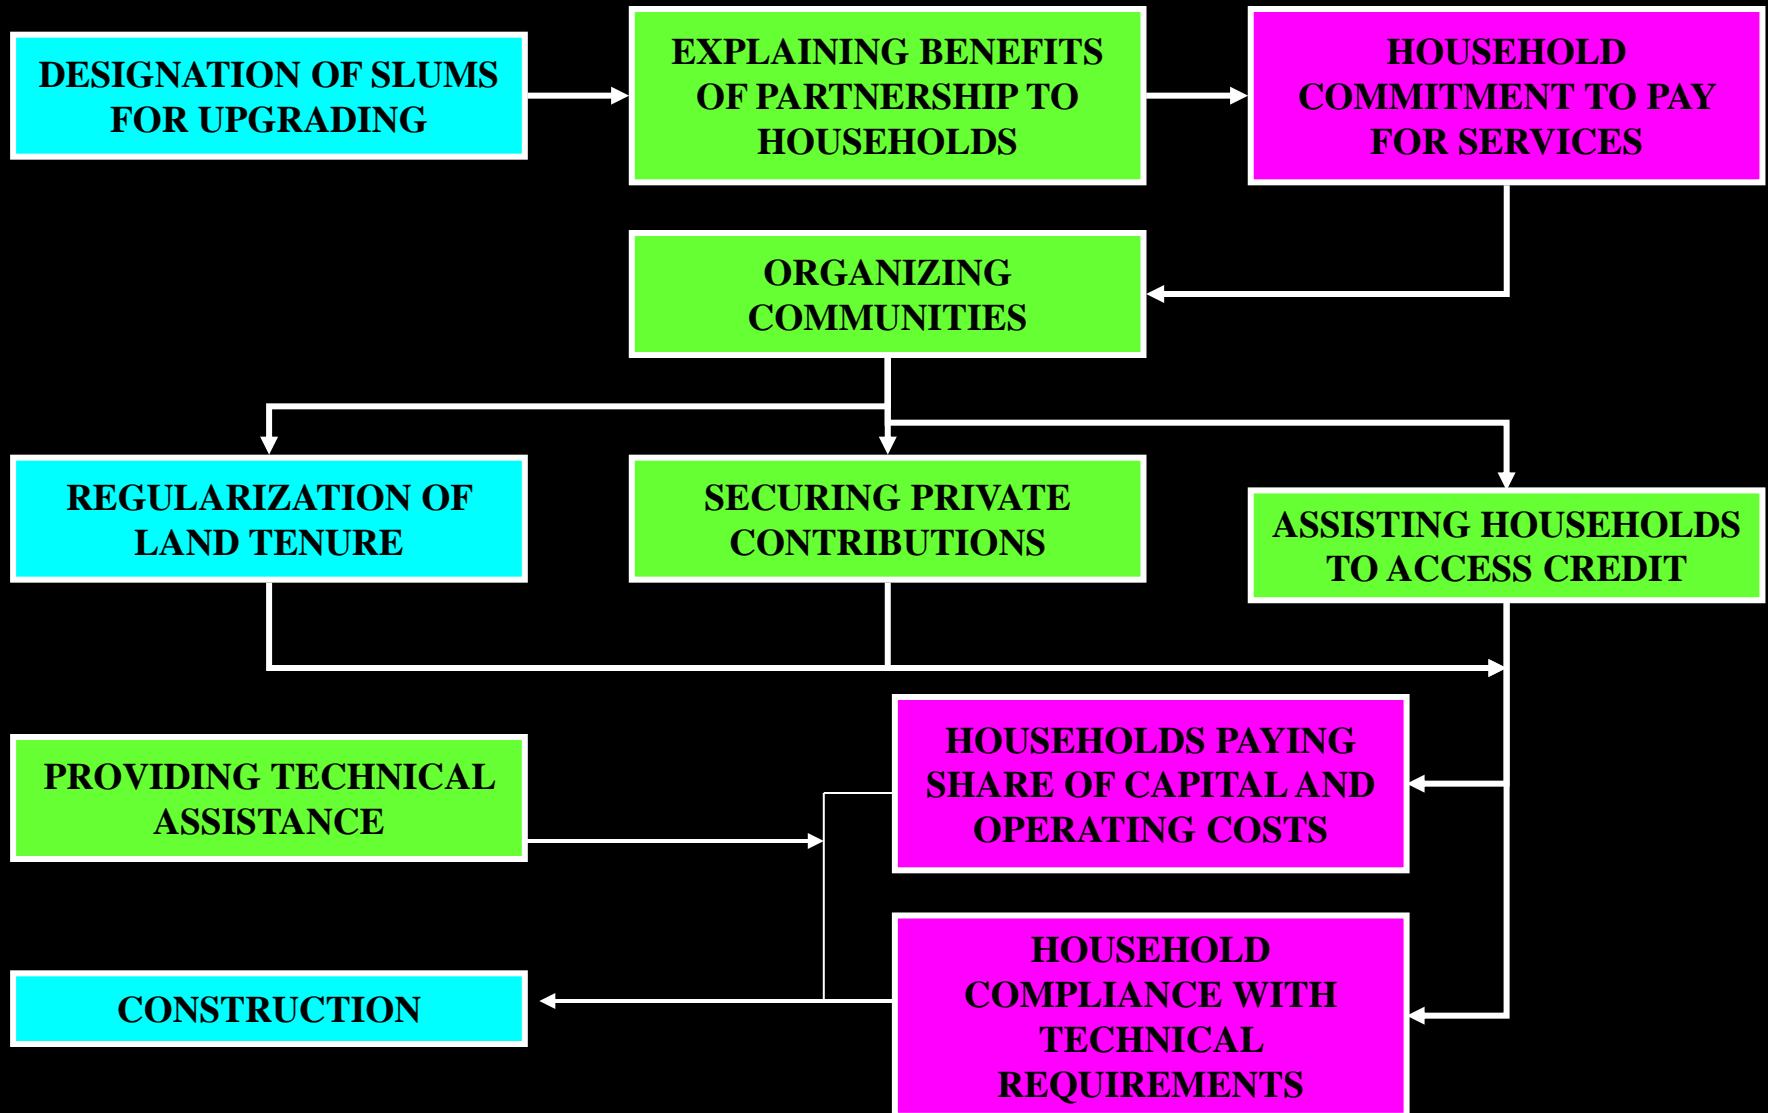 DESIGNATION OF SLUMS
FOR UPGRADING
EXPLAINING BENEFITS
OF PARTNERSHIP TO
HOUSEHOLDS
HOUSEHOLD
COMMITMENT TO PAY
FOR SERVICES
ORGANIZING
COMMUNITIES
REGULARIZATION OF
LAND TENURE
SECURING PRIVATE
CONTRIBUTIONS
ASSISTING HOUSEHOLDS
TO ACCESS CREDIT
PROVIDING TECHNICAL
ASSISTANCE
HOUSEHOLDS PAYING
SHARE OF CAPITAL AND
OPERATING COSTS
CONSTRUCTION
HOUSEHOLD
COMPLIANCE WITH
TECHNICAL
REQUIREMENTS